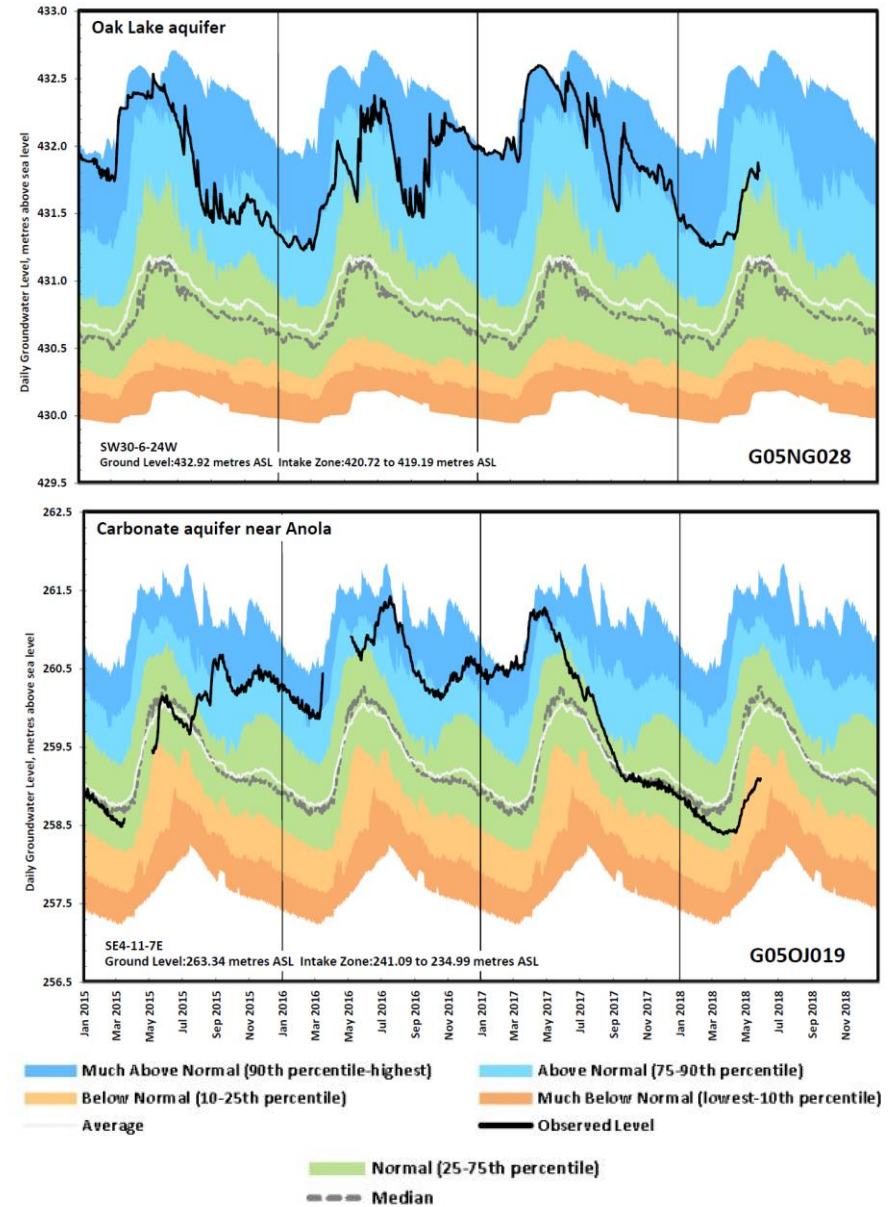 Oak Lake aquifer
Daily Groundwater Level, metres above sea level
433.0
432.5
432.0
431.5
431.0
430.5
430.0
429.5
SW30-6-24W
Ground Level:432.92 metres ASL Intake Zone:420.72 to 419.19 metres ASL
G05NG028
Carbonate aquifer near Anola
Daily Groundwater Level, metres above sea level
262.5
261.5
260.5
259.5
258.5
257.5
256.5
SE4-11-7E
Ground Level:263.34 metres ASL Intake Zone:241.09 to 234.99 metres ASL
G05OJ019
Jan 2015
Mar 2015
May 2015
Jul 2015
Sep 2015
Nov 2015
Jan 2016
Mar 2016
May 2016
Jul 2016
Sep 2016
Nov 2016
Jan 2017
Mar 2017
May 2017
Jul 2017
Sep 2017
Nov 2017
Jan 2018
Mar 2018
May 2018
Jul 2018
Sep 2018
Nov 2018
Much Above Normal (90th percentile-highest)
Above Normal (75-90th percentile)
Below Normal (10-25th percentile)
Much Below Normal (lowest-10th percentile)
Average
Observed Level
Normal (25-75th percentile)
Median